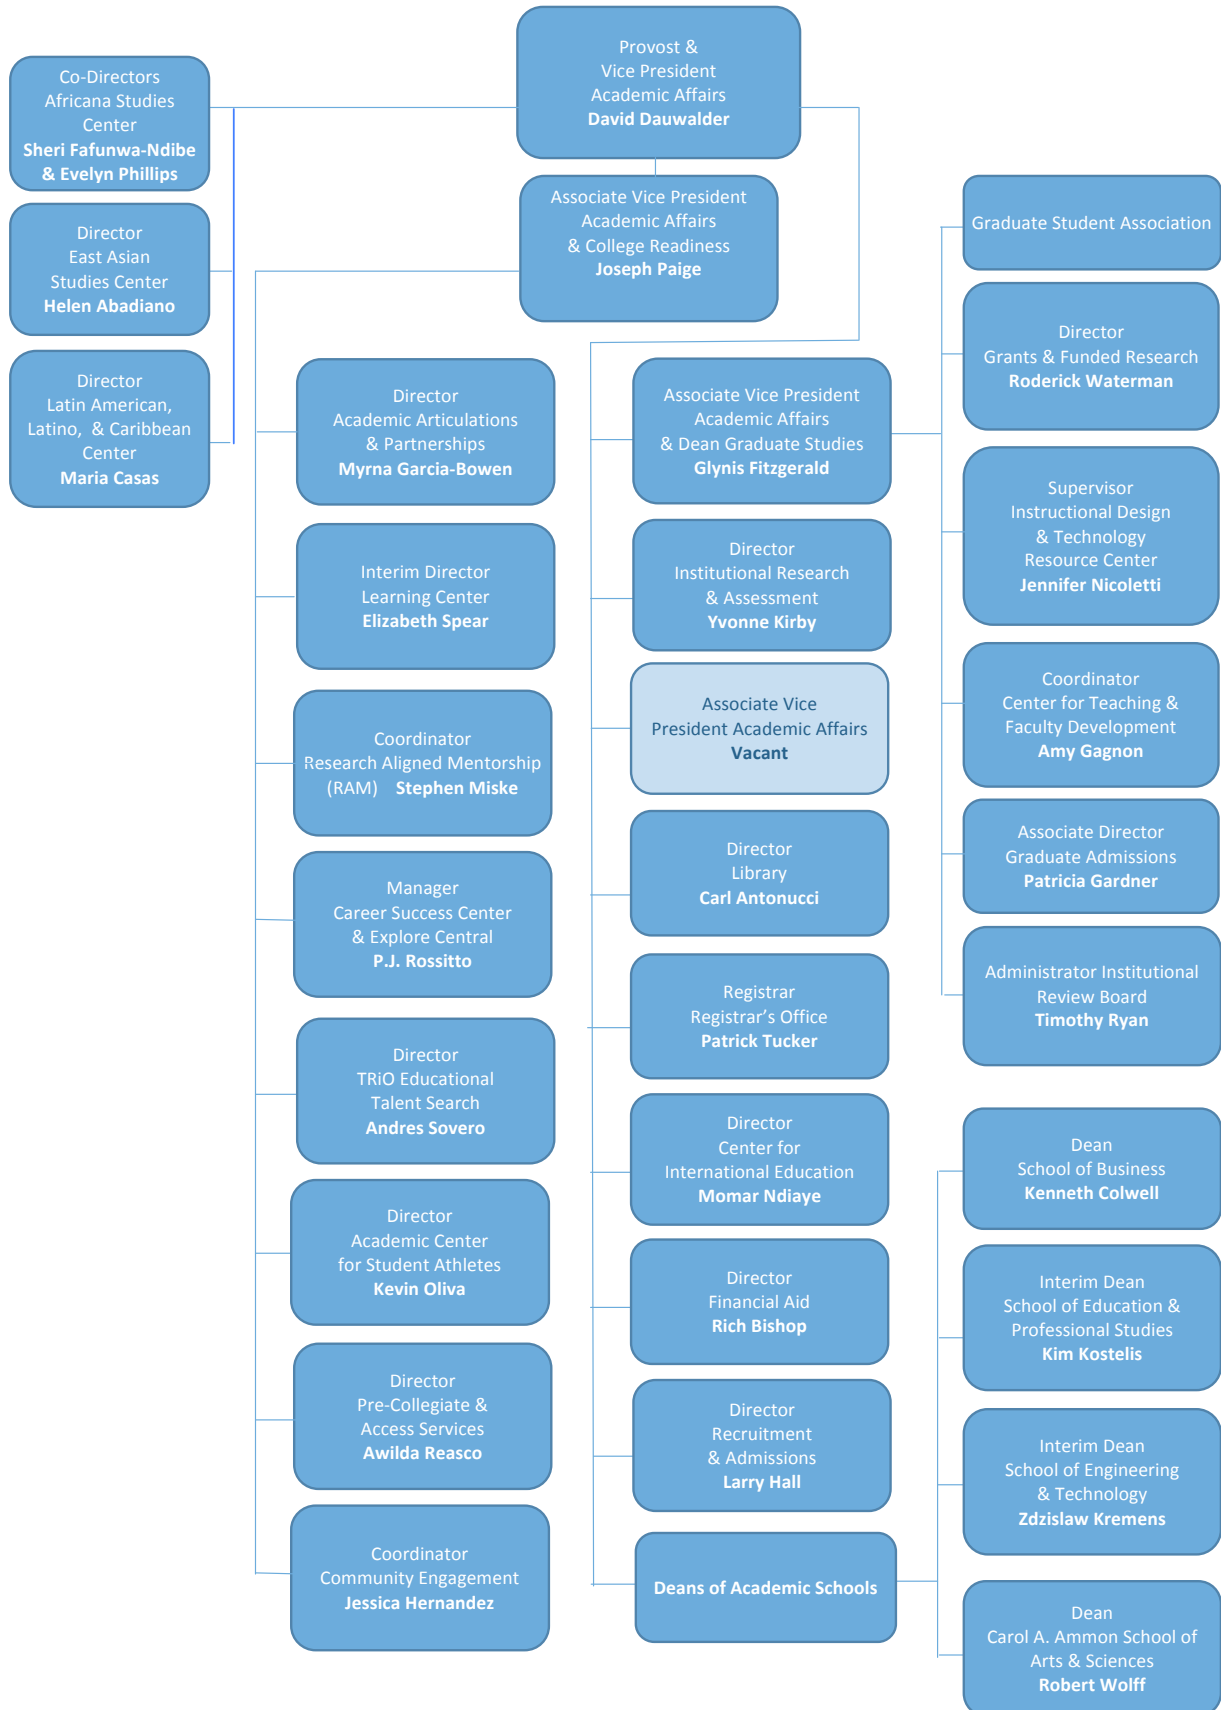 Provost &
Vice President
Academic Affairs
David Dauwalder
Co-Directors
Africana Studies
Center
Sheri Fafunwa-Ndibe
& Evelyn Phillips
Director
East Asian
Studies Center
Helen Abadiano
Director
Latin American,
Latino,  & Caribbean
Center
Maria Casas
Associate Vice President
Academic Affairs
& College Readiness
Joseph Paige
Director
Academic Articulations
& Partnerships
Myrna Garcia-Bowen
Interim Director
Learning Center
Elizabeth Spear
Coordinator
Research Aligned Mentorship
(RAM)    Stephen Miske
Manager
Career Success Center
& Explore Central
P.J. Rossitto
Director
TRiO Educational
Talent Search
Andres Sovero
Director
Academic Center
for Student Athletes
Kevin Oliva
Director
Pre-Collegiate &
Access Services
Awilda Reasco
Coordinator
Community Engagement
Jessica Hernandez
Associate Vice President
Academic Affairs
& Dean Graduate Studies
Glynis Fitzgerald
Director
Institutional Research
& Assessment
Yvonne Kirby
Associate Vice
President Academic Affairs
Vacant
Director
Library
Carl Antonucci
Registrar
Registrar’s Office
Patrick Tucker
Director
Center for
International Education
Momar Ndiaye
Director
Financial Aid
Rich Bishop
Director
Recruitment
& Admissions
Larry Hall
Deans of Academic Schools
Graduate Student Association
Director
Grants & Funded Research
Roderick Waterman
Supervisor
Instructional Design
& Technology
Resource Center
Jennifer Nicoletti
Coordinator
Center for Teaching &
Faculty Development
Amy Gagnon
Associate Director
Graduate Admissions
Patricia Gardner
Administrator Institutional
Review Board
Timothy Ryan
Dean
School of Business
Kenneth Colwell
Interim Dean
School of Education &
Professional Studies
Kim Kostelis
Interim Dean
School of Engineering
& Technology
Zdzislaw Kremens
Dean
Carol A. Ammon School of
Arts & Sciences
Robert Wolff